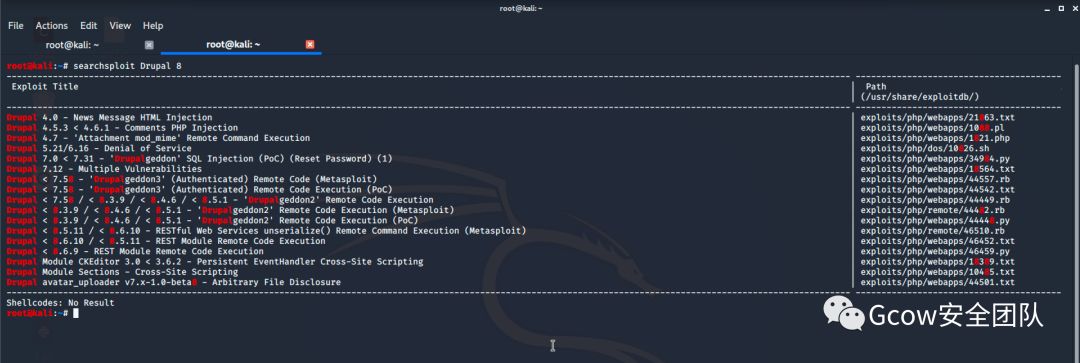 root@kali: ~
File Actions Edit View Help
root@kali: ~ root@kali: ~
root@kali:~# searchsploit Drupal 8
Exploit Title Path
(/usr/share/exploitdb/)
Drupal 4.0 - News Message HTML Injection exploits/php/webapps/21863.txt
Drupal 4.5.3 < 4.6.1 - Comments PHP Injection exploits/php/webapps/1088.pl
Drupal 4.7 - 'Attachment mod_mime' Remote Command Execution exploits/php/webapps/1821.php
Drupal 5.21/6.16 - Denial of Service exploits/php/dos/10826.sh
Drupal 7.0 < 7.31 - 'Drupalgeddon' SQL Injection (PoC) (Reset Password) (1) exploits/php/webapps/34984.py
Drupal 7.12 - Multiple Vulnerabilities exploits/php/webapps/18564.txt
Drupal < 7.58 - 'Drupalgeddon3' (Authenticated) Remote Code (Metasploit) exploits/php/webapps/44557.rb
Drupal < 7.58 - 'Drupalgeddon3' (Authenticated) Remote Code Execution (PoC) exploits/php/webapps/44542.txt
Drupal < 7.58 / < 8.3.9 / < 8.4.6 / < 8.5.1 - 'Drupalgeddon2' Remote Code Execution exploits/php/webapps/44449.rb
Drupal < 8.3.9 / < 8.4.6 / < 8.5.1 - 'Drupalgeddon2' Remote Code Execution (Metasploit) exploits/php/remote/44482.rb
Drupal < 8.3.9 / < 8.4.6 / < 8.5.1 - 'Drupalgeddon2' Remote Code Execution (PoC) exploits/php/webapps/44448.py
Drupal < 8.5.11 / < 8.6.10 - RESTful Web Services unserialize() Remote Command Execution (Metasploit) exploits/php/remote/46510.rb
Drupal < 8.6.10 / < 8.5.11 - REST Module Remote Code Execution exploits/php/webapps/46452.txt
Drupal < 8.6.9 - REST Module Remote Code Execution exploits/php/webapps/46459.py
Drupal Module CKEditor 3.0 < 3.6.2 - Persistent EventHandler Cross-Site Scripting exploits/php/webapps/18389.txt
Drupal Module Sections - Cross-Site Scripting exploits/php/webapps/10485.txt
Drupal avatar_uploader v7.x-1.0-beta8 - Arbitrary File Disclosure exploits/php/webapps/44501.txt
Shellcodes: No Result
root@kali:~#
Gcow安全团队